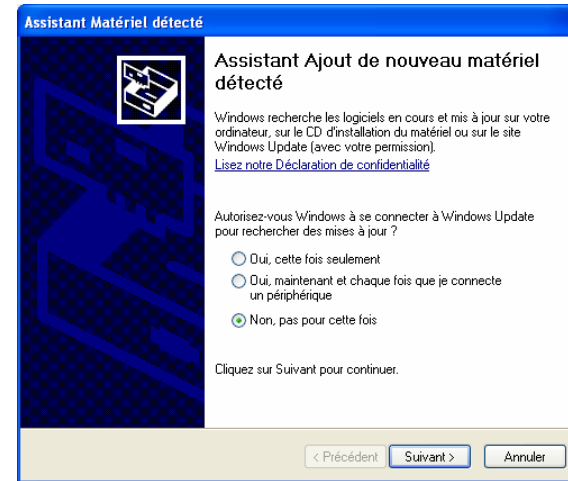 Assistant Matériel détecté
Assistant Ajout de nouveau matériel
détecté
Windows recherche les logiciels en cours et mis à jour sur votre
ordinateur, sur le CD d'installation du matériel ou sur le site
Windows Update (avec votre permission).
Lisez notre Déclaration de confidentialité
Autorisez-vous Windows à se connecter à Windows Update
pour rechercher des mises à jour ?
Oui, cette fois seulement
Oui, maintenant et chaque fois que je connecte
un périphérique
Non, pas pour cette fois
Cliquez sur Suivant pour continuer.
< Précédent Suivant > Annuler